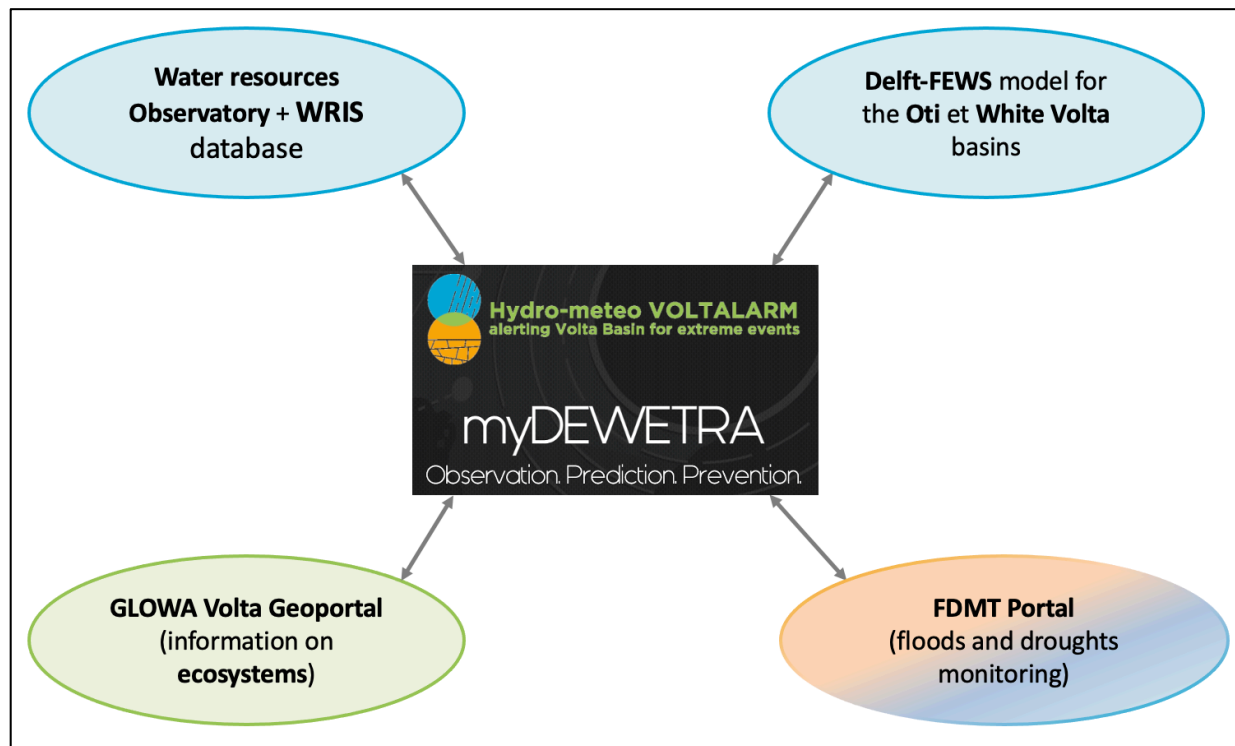 Water resources
Observatory + WRIS
database
Delft-FEWS model for
the Oti et White Volta
basins
Hydro-meteo VOLTALARM
alerting Volta Basin for extreme events
myDEWETRA
Observation. Prediction. Prevention.
GLOWA Volta Geoportal
(information on
ecosystems)
FDMT Portal
(floods and droughts
monitoring)